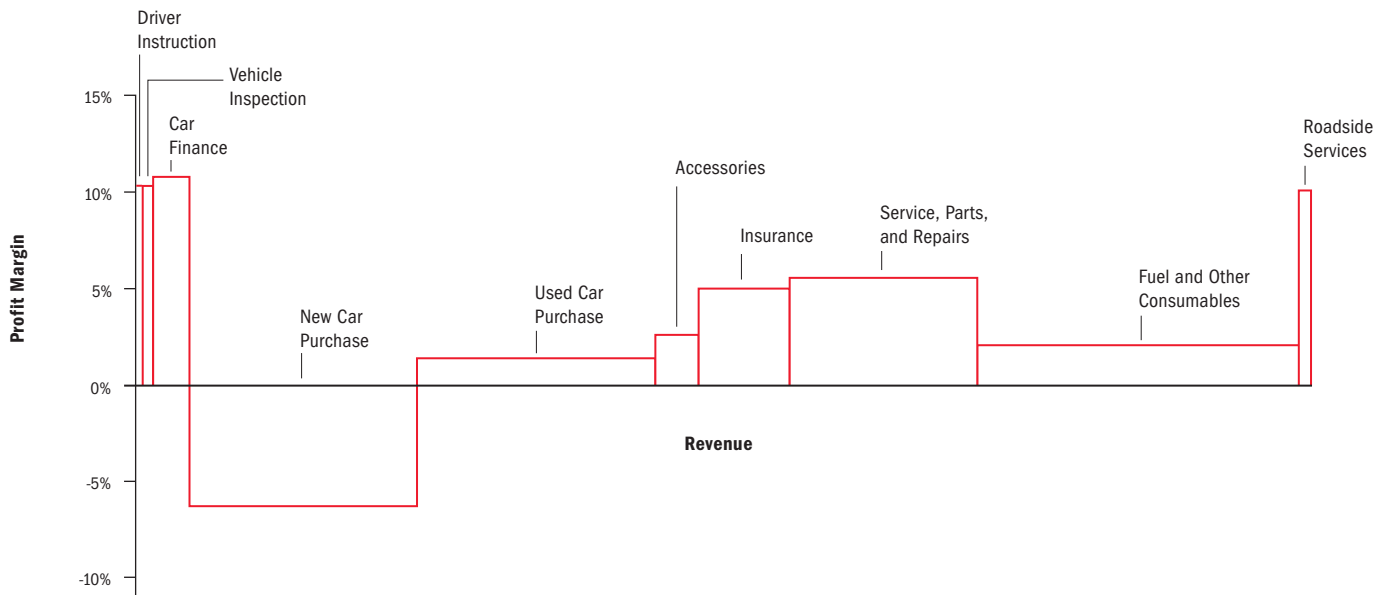 Driver
Instruction
Vehicle
Inspection
Car
Finance
New Car
Purchase
Used Car
Purchase
Accessories
Insurance
Service, Parts,
and Repairs
Fuel and Other
Consumables
Roadside
Services
15%
10%
5%
0%
-5%
-10%
Profit Margin
Revenue